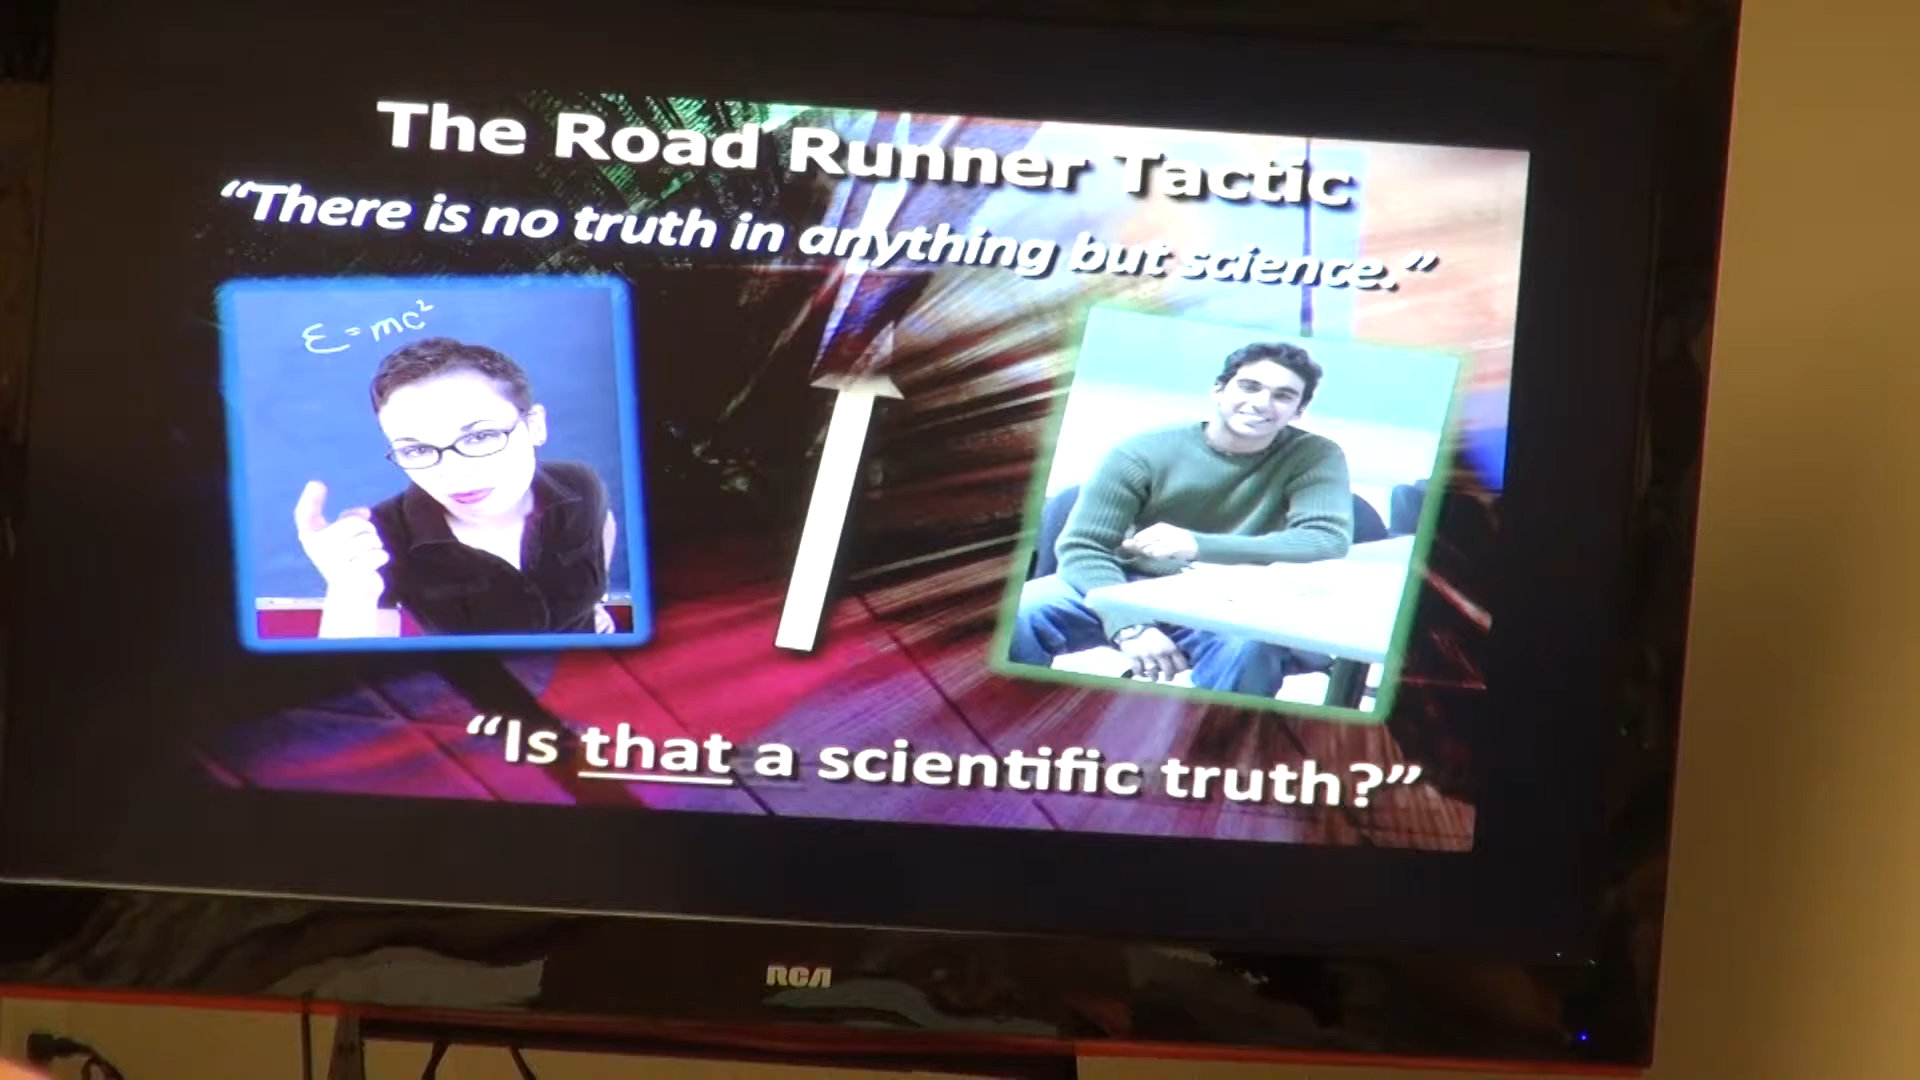 The Road Runner Tactic
“There is no truth in anything but science.”
E=mc²
“Is that a scientific truth?”
RCA